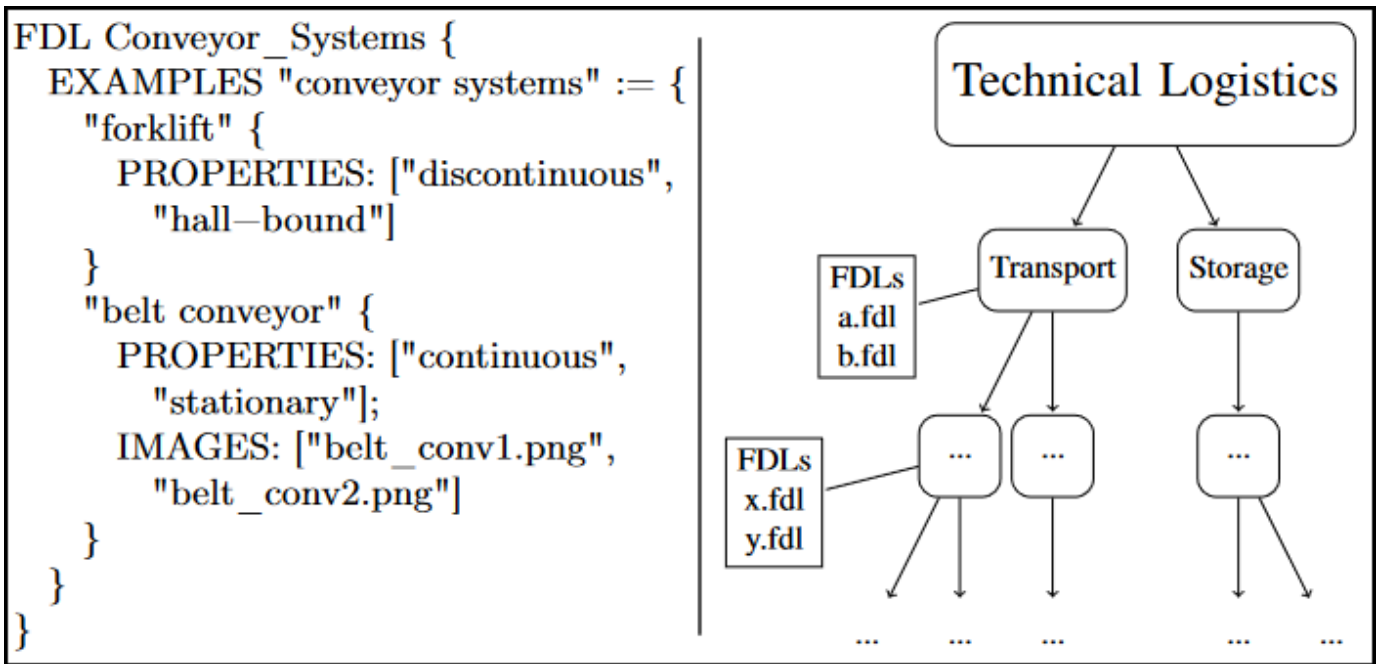 FDL Conveyor_Systems {
EXAMPLES "conveyor systems" := {
"forklift" {
PROPERTIES: ["discontinuous",
"hall−bound"]
}
"belt conveyor" {
PROPERTIES: ["continuous",
"stationary"];
IMAGES: ["belt_conv1.png",
"belt_conv2.png"]
}
}
}
Technical Logistics
Transport
Storage
FDLs
a.fdl
b.fdl
... ... ...
FDLs
x.fdl
y.fdl
... ... ... ... ...